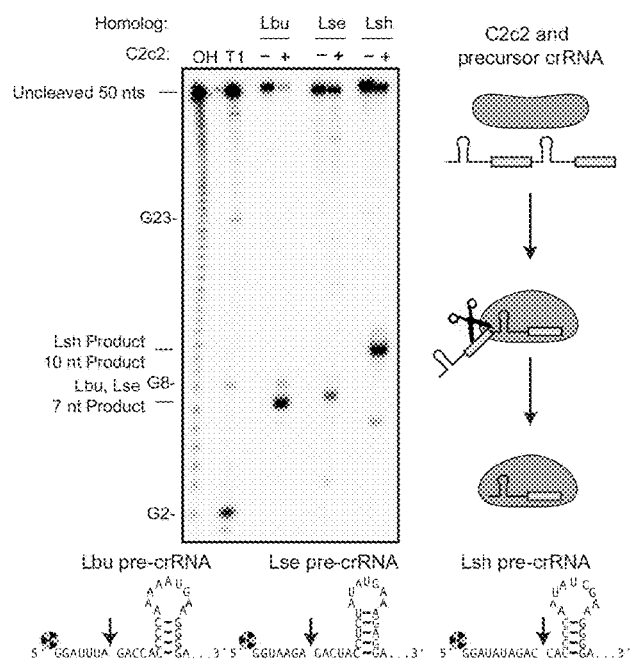 Homolog: Lbu Lse Lsh
C2c2: OH T1 – + – + – +
Uncleaved 50 nts
G23-
Lsh Product
10 nt Product
G8-
Lbu, Lse
7 nt Product
G2-
C2c2 and
precursor crRNA
Lbu pre-crRNA Lse pre-crRNA Lsh pre-crRNA
5' GGAUUUA GACCAC GA...3' 5' GGUAAGA GACUAC GA...3' 5' GGUAUAGAC CAC GA...3'